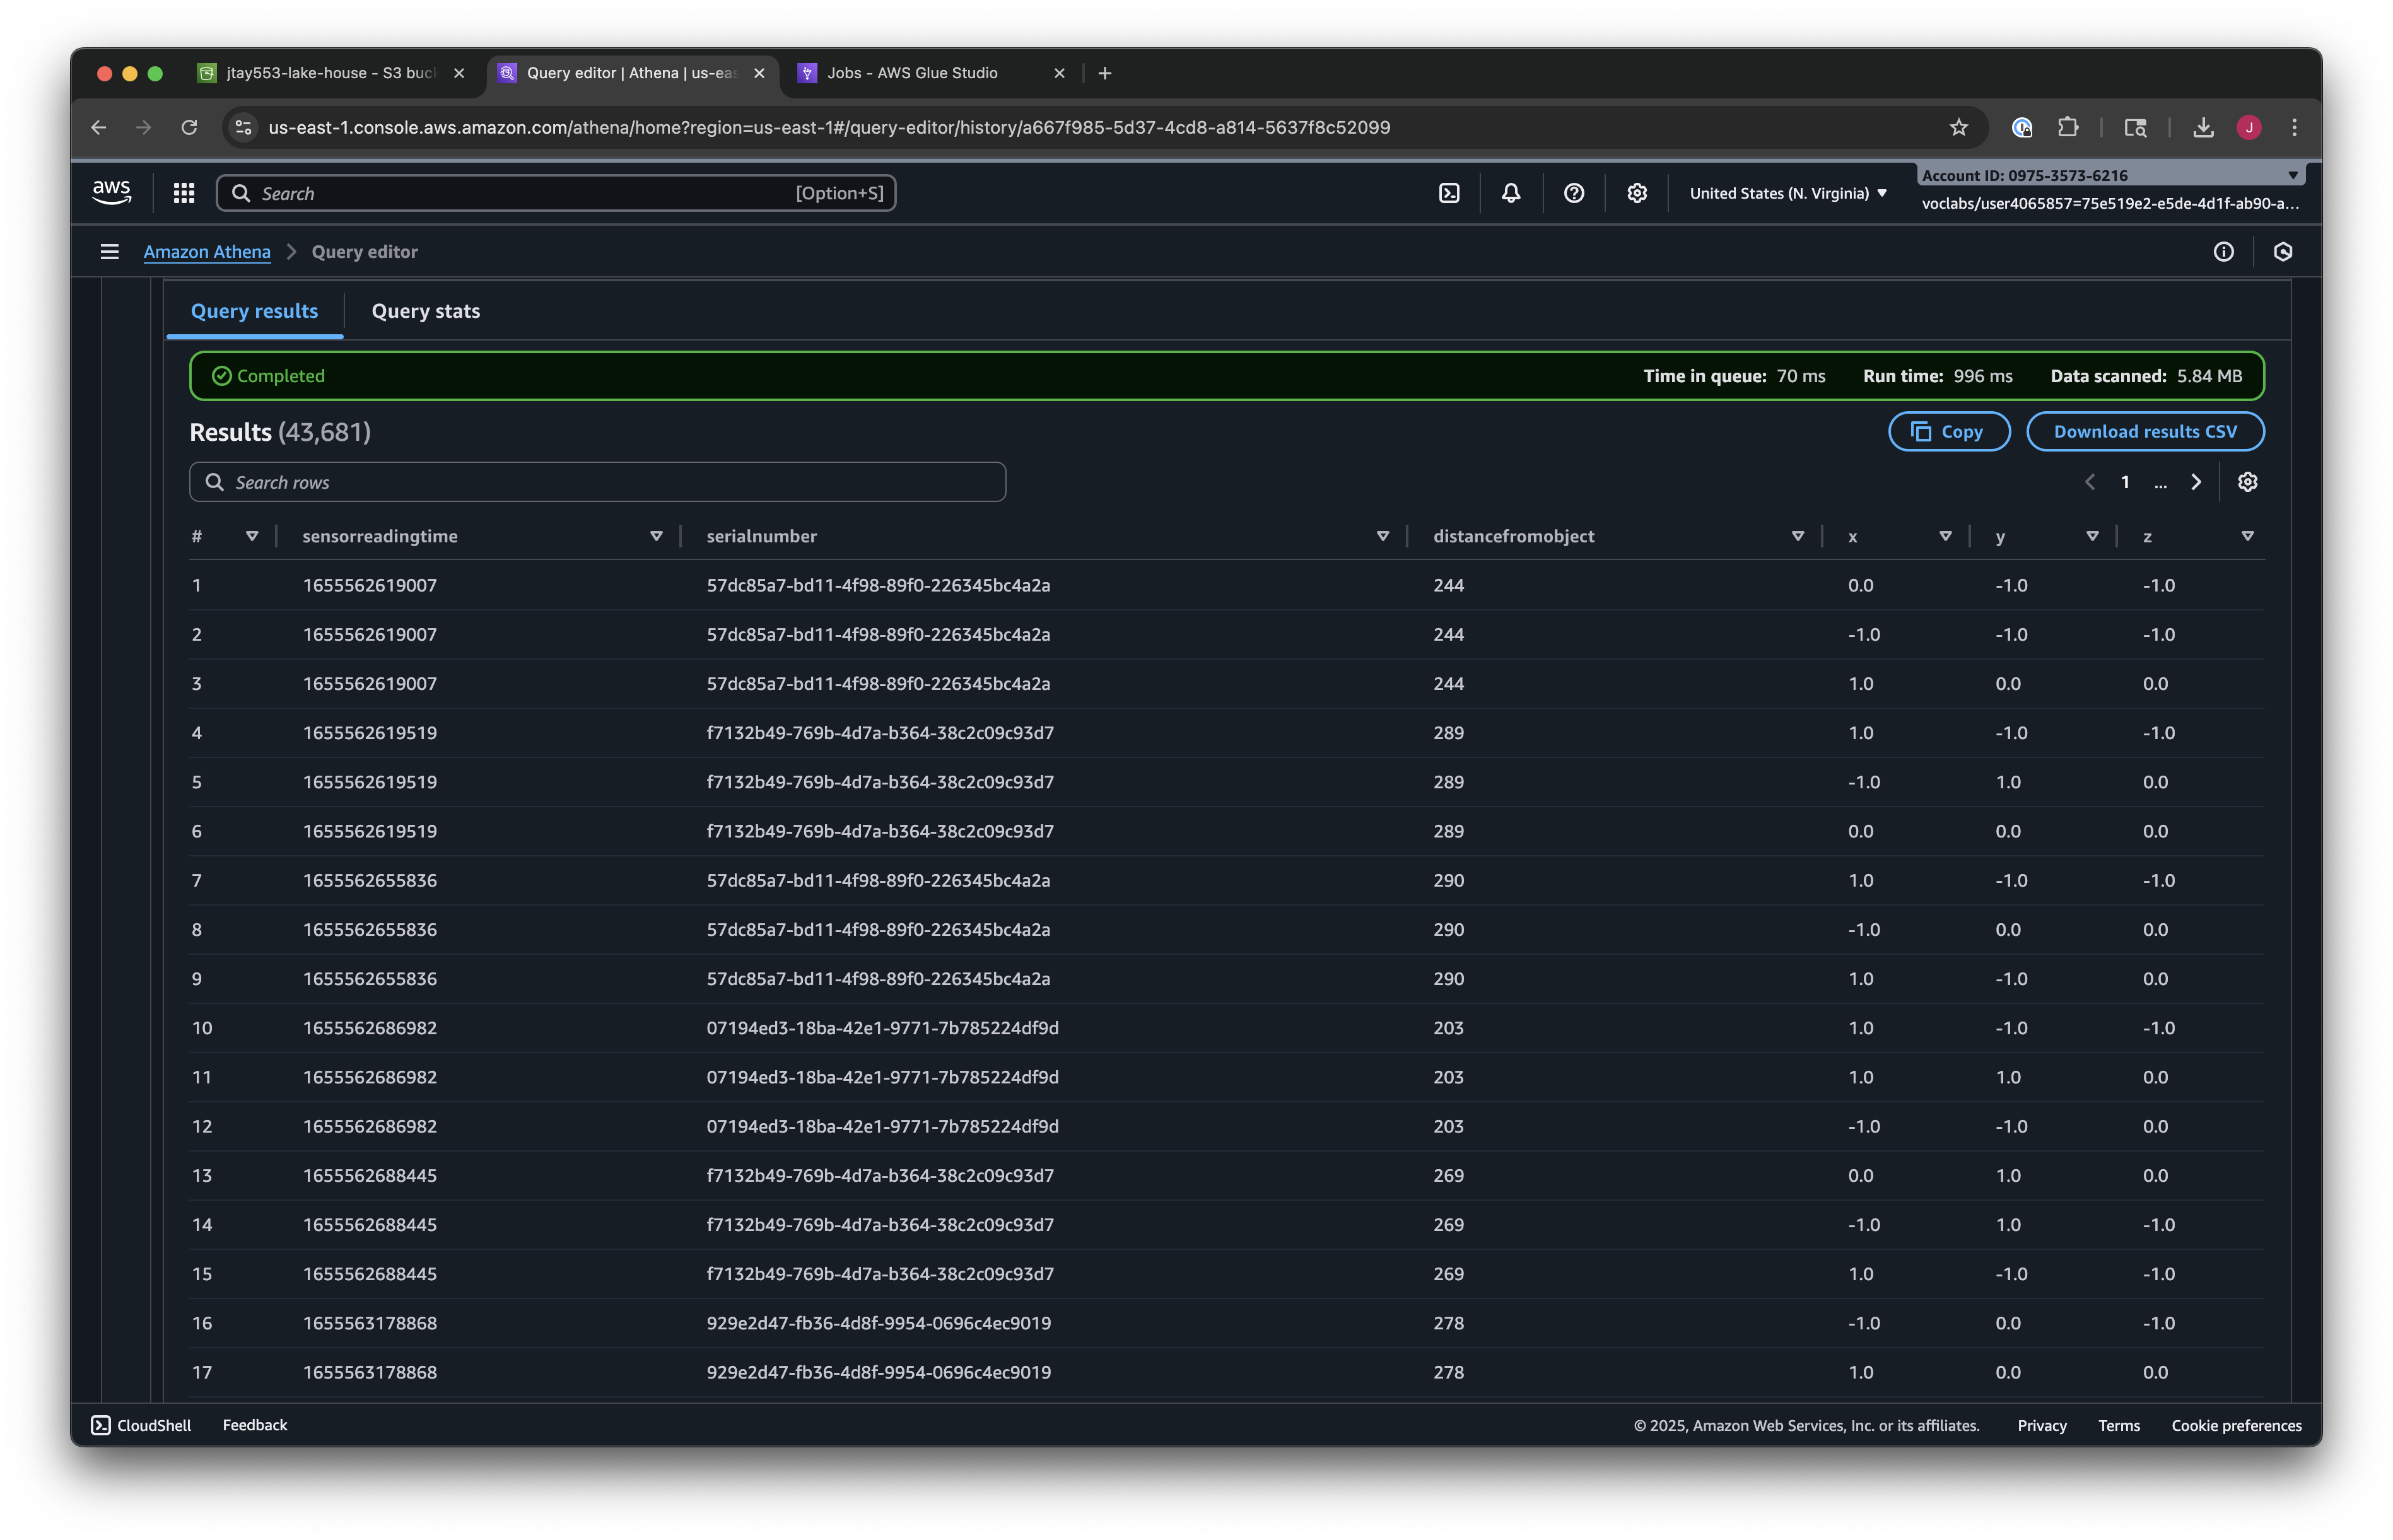 jtay553-lake-house - S3 buc
Query editor | Athena | us-eas
Jobs - AWS Glue Studio
us-east-1.console.aws.amazon.com/athena/home?region=us-east-1#/query-editor/history/a667f985-5d37-4cd8-a814-5637f8c52099
J
aws
Search
[Option+S]
United States (N. Virginia)
Account ID: 0975-3573-6216
voclabs/user4065857=75e519e2-e5de-4d1f-ab90-a...
Amazon Athena > Query editor
Query results
Query stats
Completed
Time in queue: 70 ms
Run time: 996 ms
Data scanned: 5.84 MB
Results (43,681)
Copy
Download results CSV
Search rows
1 ...
# sensorreadingtime serialnumber distancefromobject x y z
1 1655562619007 57dc85a7-bd11-4f98-89f0-226345bc4a2a 244 0.0 -1.0 -1.0
2 1655562619007 57dc85a7-bd11-4f98-89f0-226345bc4a2a 244 -1.0 -1.0 -1.0
3 1655562619007 57dc85a7-bd11-4f98-89f0-226345bc4a2a 244 1.0 0.0 0.0
4 1655562619519 f7132b49-769b-4d7a-b364-38c2c09c93d7 289 1.0 -1.0 -1.0
5 1655562619519 f7132b49-769b-4d7a-b364-38c2c09c93d7 289 -1.0 1.0 0.0
6 1655562619519 f7132b49-769b-4d7a-b364-38c2c09c93d7 289 0.0 0.0 0.0
7 1655562655836 57dc85a7-bd11-4f98-89f0-226345bc4a2a 290 1.0 -1.0 -1.0
8 1655562655836 57dc85a7-bd11-4f98-89f0-226345bc4a2a 290 -1.0 0.0 0.0
9 1655562655836 57dc85a7-bd11-4f98-89f0-226345bc4a2a 290 1.0 -1.0 0.0
10 1655562686982 07194ed3-18ba-42e1-9771-7b785224df9d 203 1.0 -1.0 -1.0
11 1655562686982 07194ed3-18ba-42e1-9771-7b785224df9d 203 1.0 1.0 0.0
12 1655562686982 07194ed3-18ba-42e1-9771-7b785224df9d 203 -1.0 -1.0 0.0
13 1655562688445 f7132b49-769b-4d7a-b364-38c2c09c93d7 269 0.0 1.0 0.0
14 1655562688445 f7132b49-769b-4d7a-b364-38c2c09c93d7 269 -1.0 1.0 -1.0
15 1655562688445 f7132b49-769b-4d7a-b364-38c2c09c93d7 269 1.0 -1.0 -1.0
16 1655563178868 929e2d47-fb36-4d8f-9954-0696c4ec9019 278 -1.0 0.0 -1.0
17 1655563178868 929e2d47-fb36-4d8f-9954-0696c4ec9019 278 1.0 0.0 0.0
CloudShell
Feedback
© 2025, Amazon Web Services, Inc. or its affiliates.
Privacy
Terms
Cookie preferences